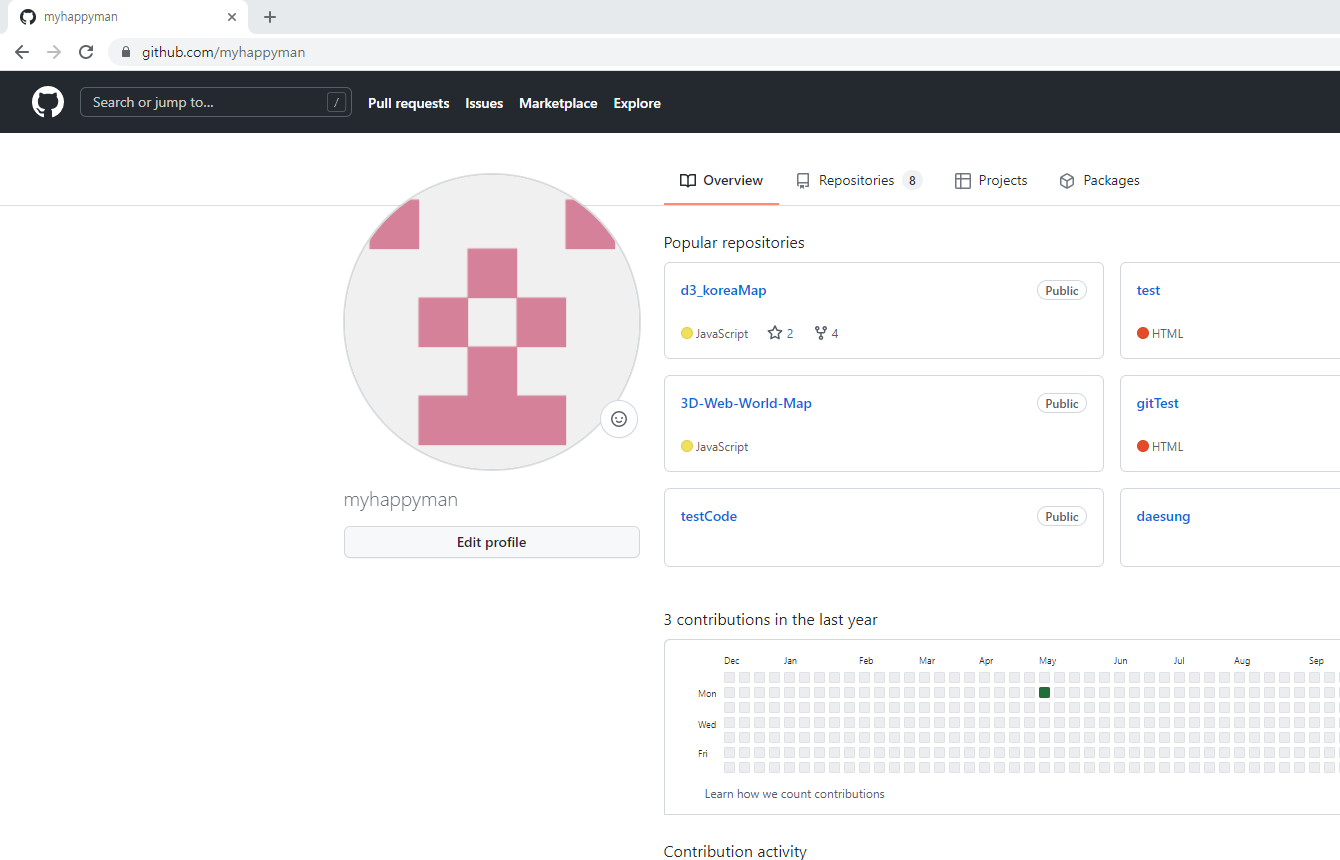 myhappyman
github.com/myhappyman
Search or jump to... /
Pull requests Issues Marketplace Explore
Overview Repositories 8 Projects Packages
Popular repositories
d3_koreaMap Public test
JavaScript 2 4 HTML
3D-Web-World-Map Public gitTest
JavaScript HTML
testCode Public daesung
myhappyman
Edit profile
3 contributions in the last year
Dec Jan Feb Mar Apr May Jun Jul Aug Sep
Mon
Wed
Fri
Learn how we count contributions
Contribution activity